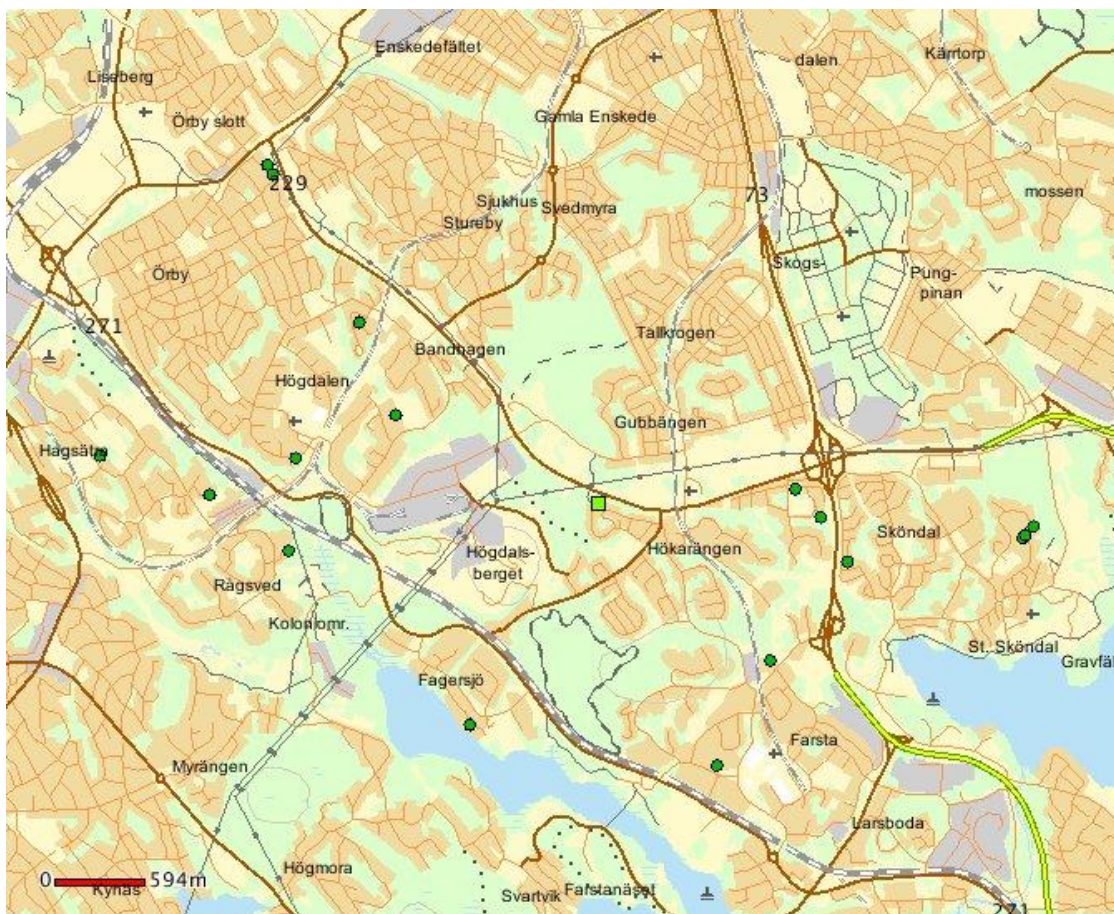 Enskedefältet
Kärrtorp
dalen
Liseberg
Gamla Enskede
Örby slott
229
73
mossen
Sjukhus
Svedmyra
Stureby
Skogs-
Örby
Pung-
pinan
271
Tallkrogen
Bandhagen
Högdalen
Gubbängen
Hagsätra
Sköndal
Hökarängen
Högdals-
berget
Rågsved
Koloniomr.
St. Sköndal
Gravfäl
Fagersjö
Farsta
Myrängen
Larsboda
Högmora
0 594m
Kynäs
Svartvik
Farstanäset
271